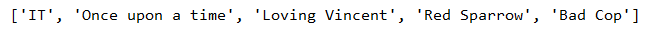 ['IT', 'Once upon a time', 'Loving Vincent', 'Red Sparrow', 'Bad Cop']